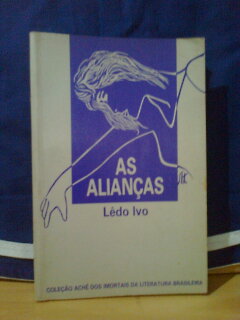 AS
ALIANÇAS
Lêdo Ivo
COLEÇÃO ACHÉ DOS IMORTAIS DA LITERATURA BRASILEIRA